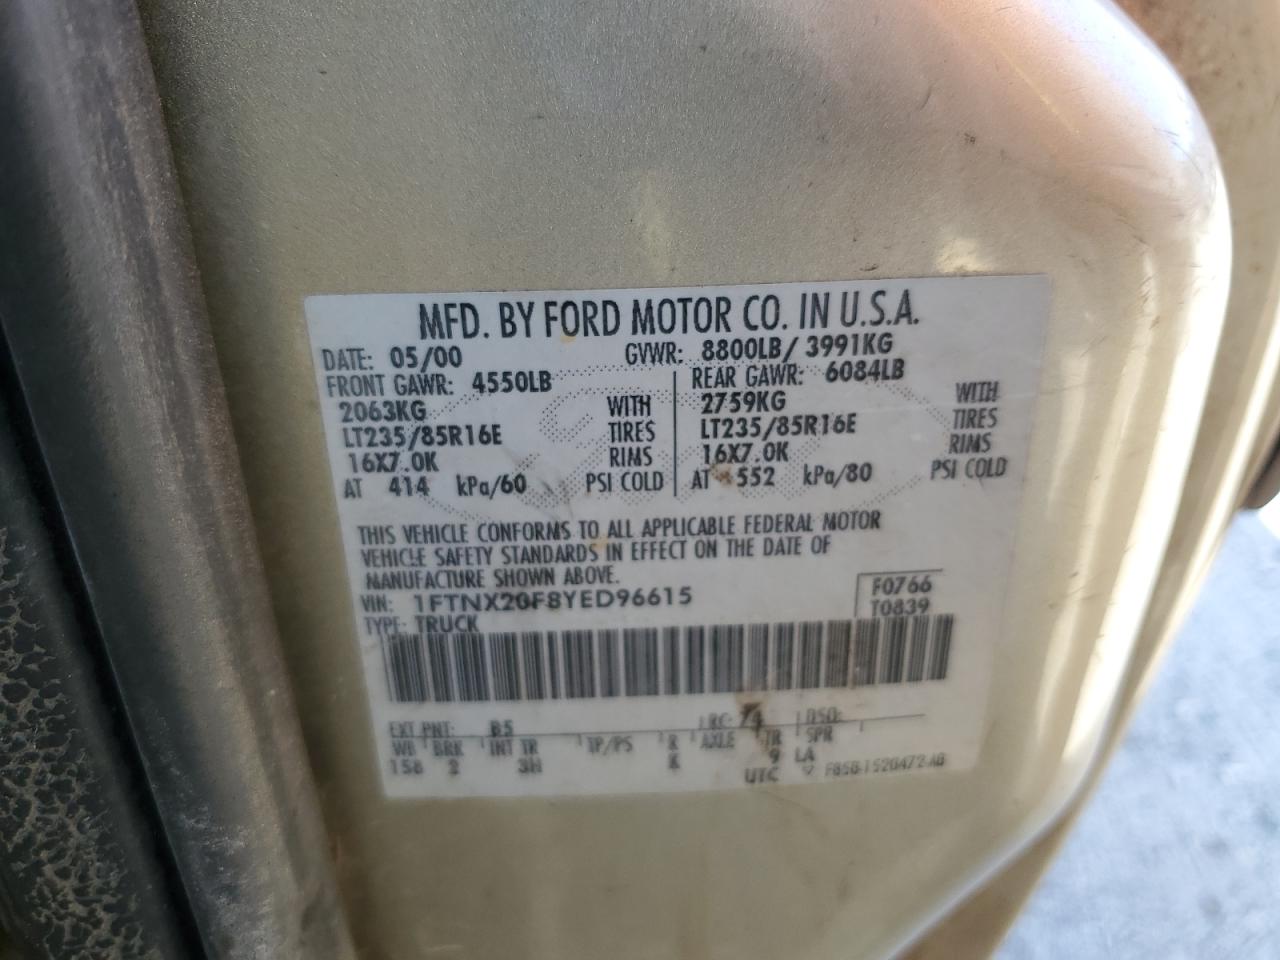 MFD. BY FORD MOTOR CO. IN U.S.A.
DATE: 05/00 GVWR: 8800LB/ 3991KG
FRONT GAWR: 4550LB REAR GAWR: 6084LB
2063KG WITH 2759KG WITH
LT235/85R16E TIRES LT235/85R16E TIRES
16X7.0K RIMS 16X7.0K RIMS
AT 414 kPa/60 PSI COLD AT 552 kPa/80 PSI COLD
THIS VEHICLE CONFORMS TO ALL APPLICABLE FEDERAL MOTOR
VEHICLE SAFETY STANDARDS IN EFFECT ON THE DATE OF
MANUFACTURE SHOWN ABOVE.
VIN: 1FTNX20F8YED96615 F0766
TYPE: TRUCK T0839
EXT PNT: B5 RC: 74 DSO:
WB BRK INT TR TP/PS R AXLE TR SPR
158 2 3H K 9 LA
UTC